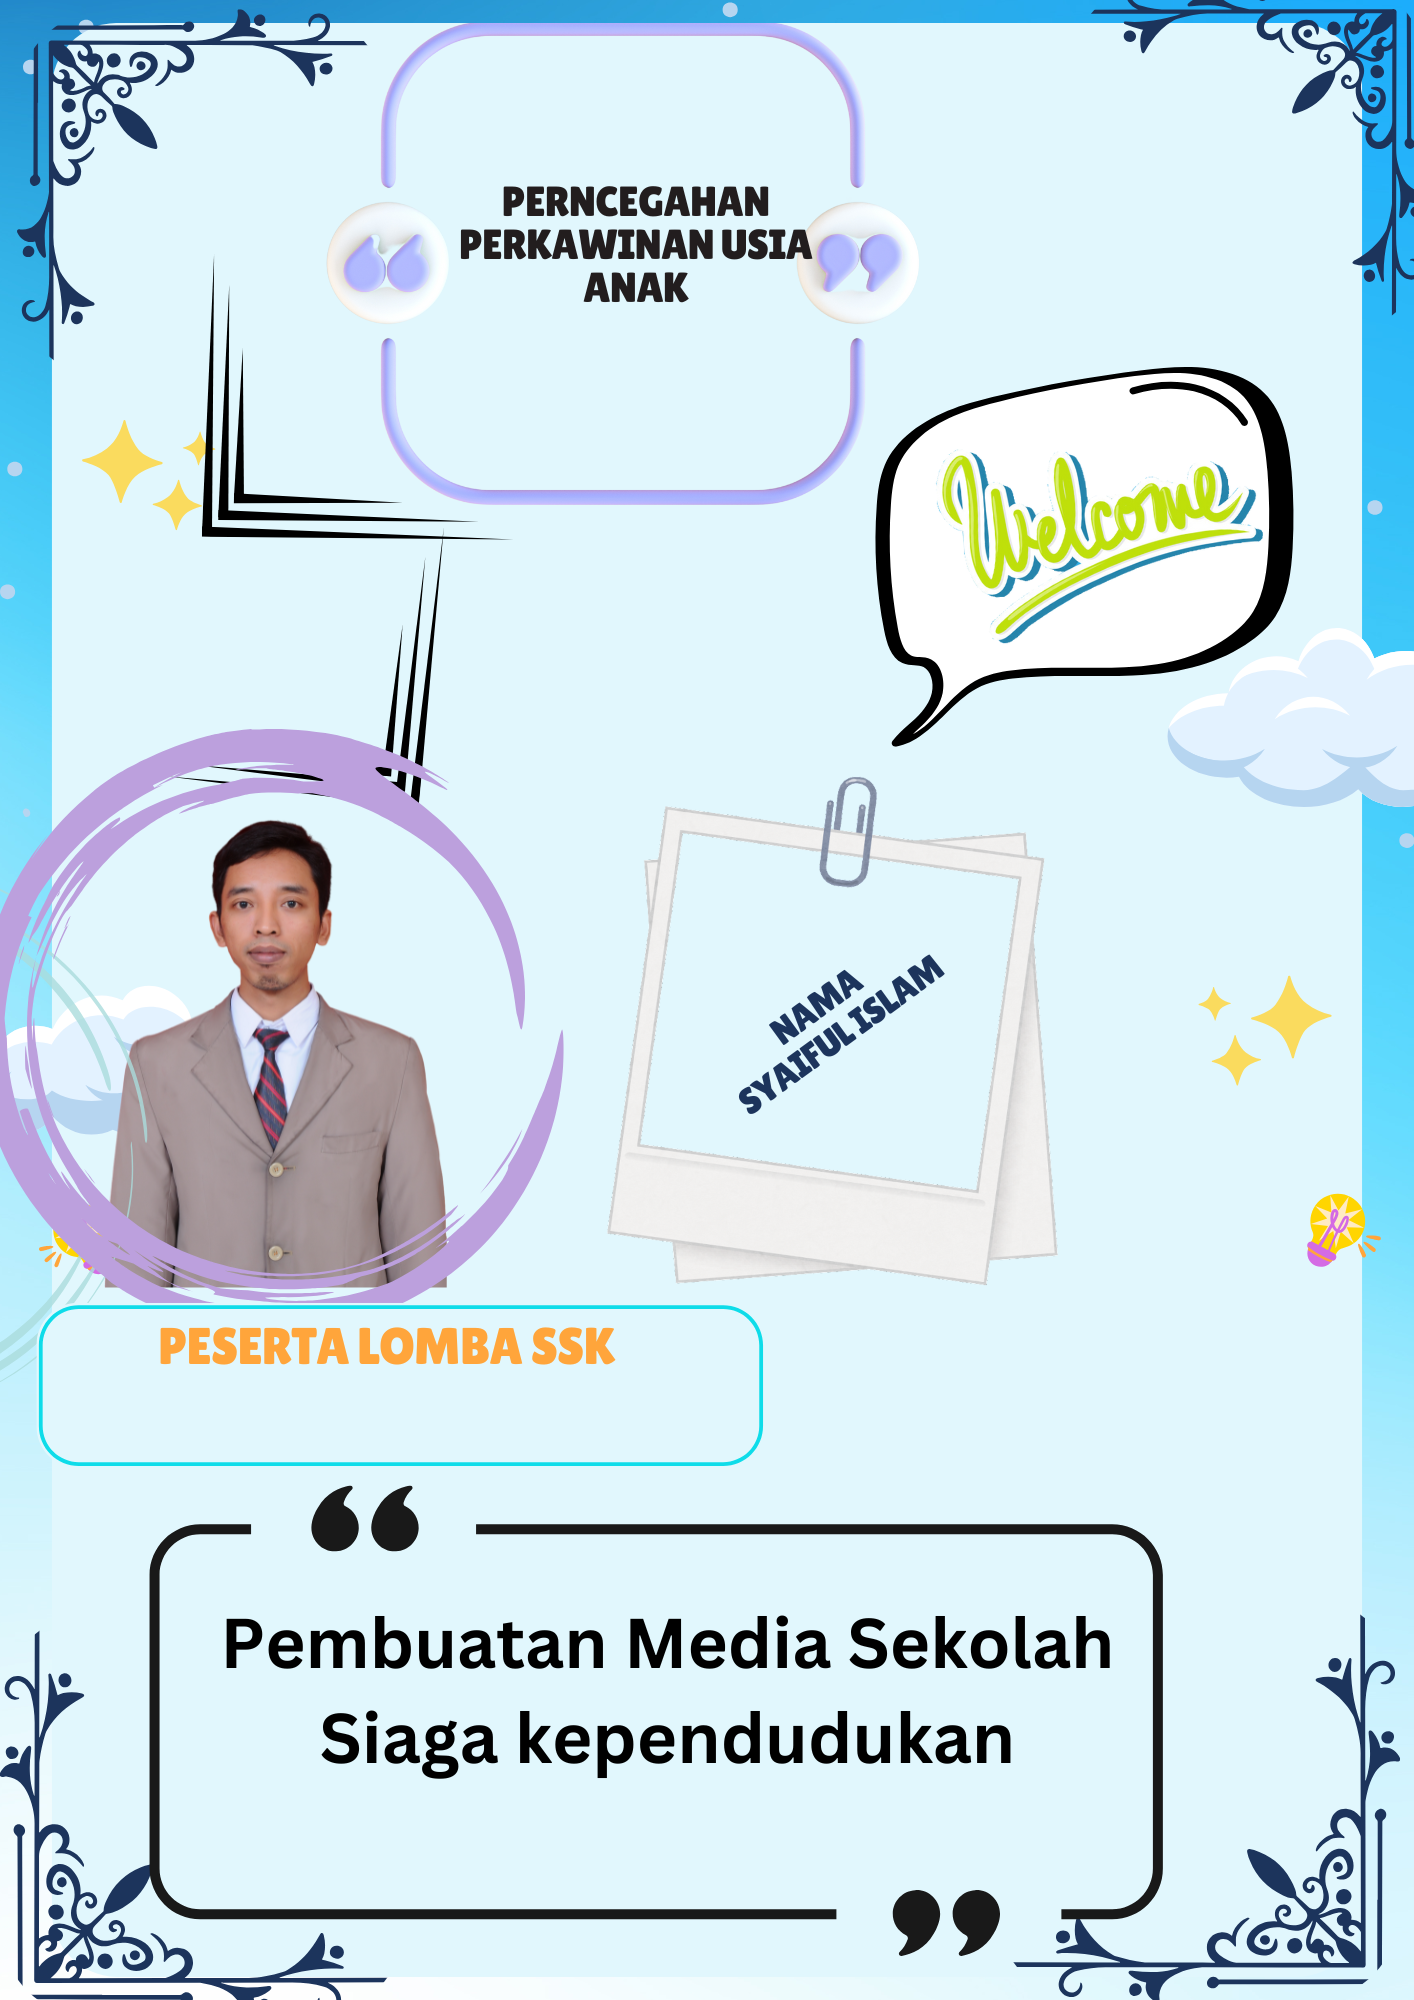 PERNCEGAHAN
PERKAWINAN USIA
ANAK
Welcome
NAMA
SYAIFUL ISLAM
PESERTA LOMBA SSK
Pembuatan Media Sekolah
Siaga kependudukan